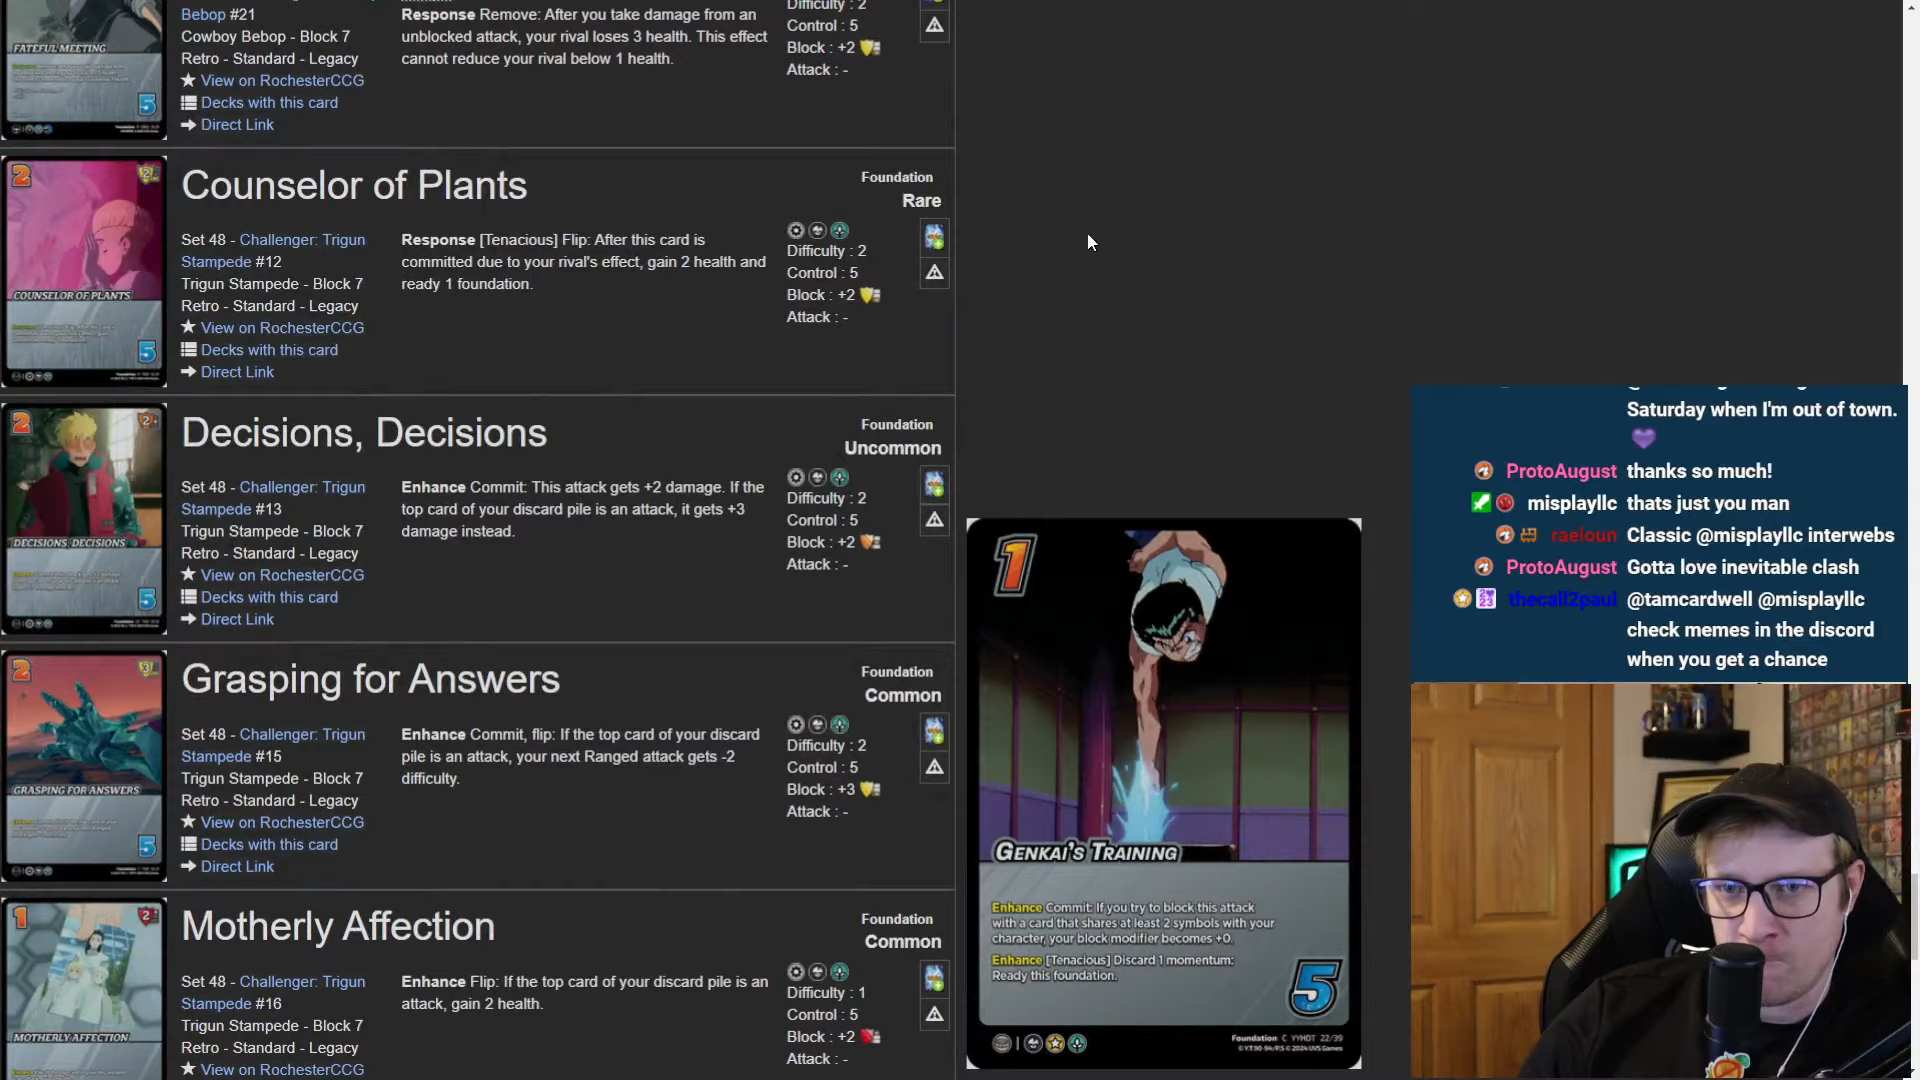 Bebop #21
Cowboy Bebop - Block 7
Retro - Standard - Legacy
View on RochesterCCG
Decks with this card
Direct Link
Response Remove: After you take damage from an
unblocked attack, your rival loses 3 health. This effect
cannot reduce your rival below 1 health.
Difficulty : 2
Control : 5
Block : +2
Attack : -
FATEFUL MEETING
5
Counselor of Plants
Foundation
Rare
Set 48 - Challenger: Trigun
Stampede #12
Trigun Stampede - Block 7
Retro - Standard - Legacy
View on RochesterCCG
Decks with this card
Direct Link
Response [Tenacious] Flip: After this card is
committed due to your rival's effect, gain 2 health and
ready 1 foundation.
Difficulty : 2
Control : 5
Block : +2
Attack : -
2
COUNSELOR OF PLANTS
5
Decisions, Decisions
Foundation
Uncommon
Set 48 - Challenger: Trigun
Stampede #13
Trigun Stampede - Block 7
Retro - Standard - Legacy
View on RochesterCCG
Decks with this card
Direct Link
Enhance Commit: This attack gets +2 damage. If the
top card of your discard pile is an attack, it gets +3
damage instead.
Difficulty : 2
Control : 5
Block : +2
Attack : -
2
DECISIONS, DECISIONS
5
Grasping for Answers
Foundation
Common
Set 48 - Challenger: Trigun
Stampede #15
Trigun Stampede - Block 7
Retro - Standard - Legacy
View on RochesterCCG
Decks with this card
Direct Link
Enhance Commit, flip: If the top card of your discard
pile is an attack, your next Ranged attack gets -2
difficulty.
Difficulty : 2
Control : 5
Block : +3
Attack : -
2
GRASPING FOR ANSWERS
5
Motherly Affection
Foundation
Common
Set 48 - Challenger: Trigun
Stampede #16
Trigun Stampede - Block 7
Retro - Standard - Legacy
View on RochesterCCG
Enhance Flip: If the top card of your discard pile is an
attack, gain 2 health.
Difficulty : 1
Control : 5
Block : +2
Attack : -
1
MOTHERLY AFFECTION
1
GENKAI'S TRAINING
Enhance Commit: If you try to block this attack
with a card that shares at least 2 symbols with your
character, your block modifier becomes +0.
Enhance [Tenacious] Discard 1 momentum:
Ready this foundation.
5
Foundation C YYHDT 22/39
Saturday when I'm out of town.
ProtoAugust thanks so much!
misplayllc thats just you man
raeloun Classic @misplayllc interwebs
ProtoAugust Gotta love inevitable clash
thecall2paul @tamcardwell @misplayllc
check memes in the discord
when you get a chance